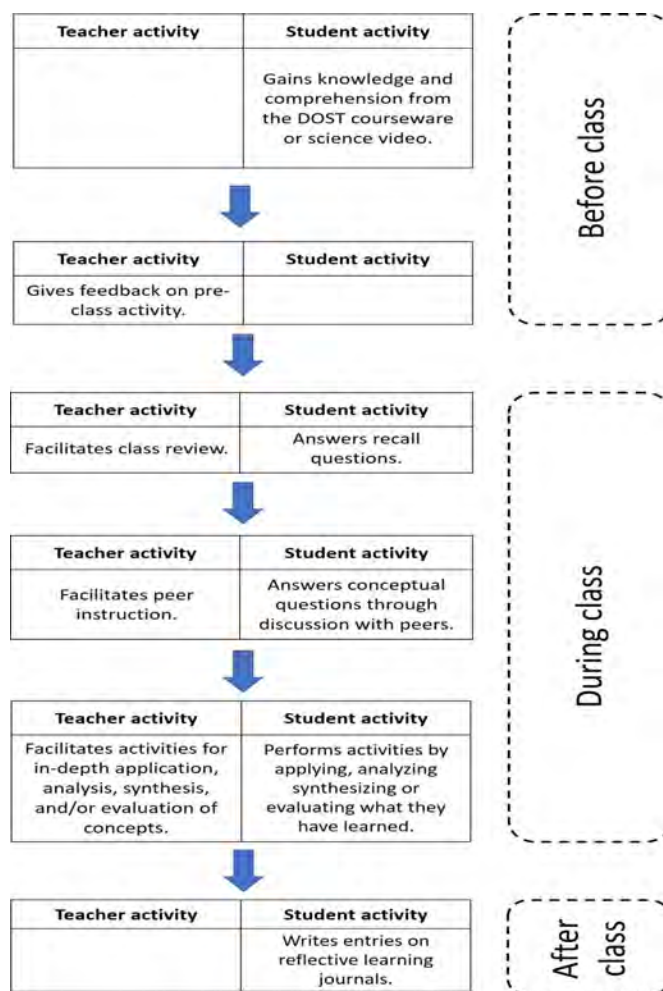 Teacher activity
Student activity
Gains knowledge and
comprehension from
the DOST courseware
or science video.
Teacher activity
Student activity
Gives feedback on pre-
class activity.
Before class
Teacher activity
Student activity
Facilitates class review.
Answers recall
questions.
Teacher activity
Student activity
Facilitates peer
instruction.
Answers conceptual
questions through
discussion with peers.
Teacher activity
Student activity
Facilitates activities for
in-depth application,
analysis, synthesis,
and/or evaluation of
concepts.
Performs activities by
applying, analyzing
synthesizing or
evaluating what they
have learned.
During class
Teacher activity
Student activity
Writes entries on
reflective learning
journals.
After
class